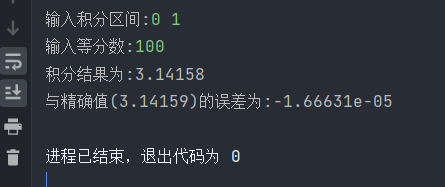 输入积分区间:0 1
输入等分数:100
积分结果为:3.14158
与精确值(3.14159)的误差为:-1.66631e-05
进程已结束，退出代码为 0